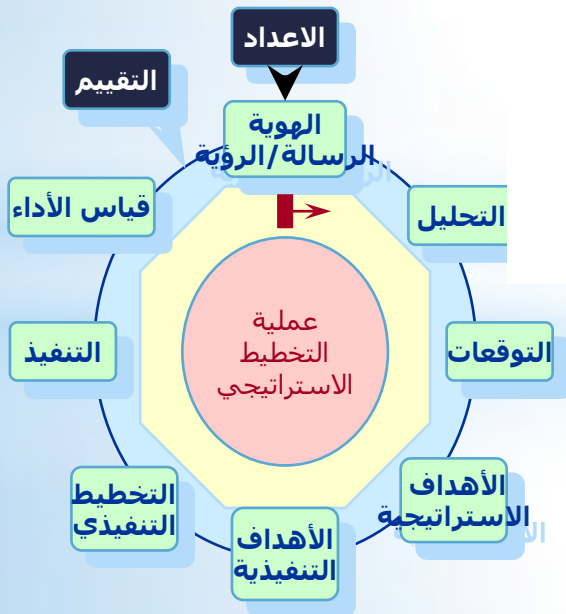 الاعداد
التقييم
الهوية
الرسالة/الرؤية
التحليل
قياس الأداء
عملية
التخطيط
الاستراتيجي
التوقعات
التنفيذ
الأهداف
الاستراتيجية
التخطيط
التنفيذي
الأهداف
التنفيذية